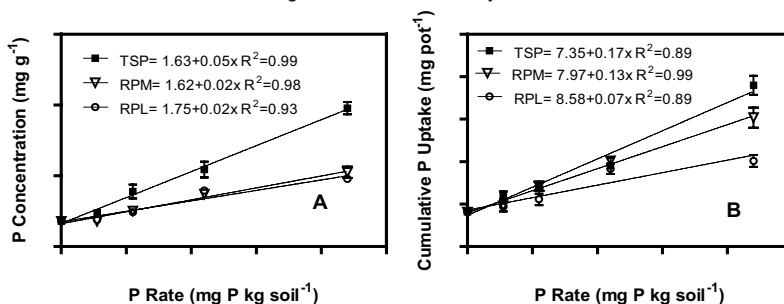 P Concentration (mg g⁻¹)
TSP= 1.63+0.05x R²=0.99
RPM= 1.62+0.02x R²=0.98
RPL= 1.75+0.02x R²=0.93
A
P Rate (mg P kg soil⁻¹)
Cumulative P Uptake (mg pot⁻¹)
TSP= 7.35+0.17x R²=0.89
RPM= 7.97+0.13x R²=0.99
RPL= 8.58+0.07x R²=0.89
B
P Rate (mg P kg soil⁻¹)